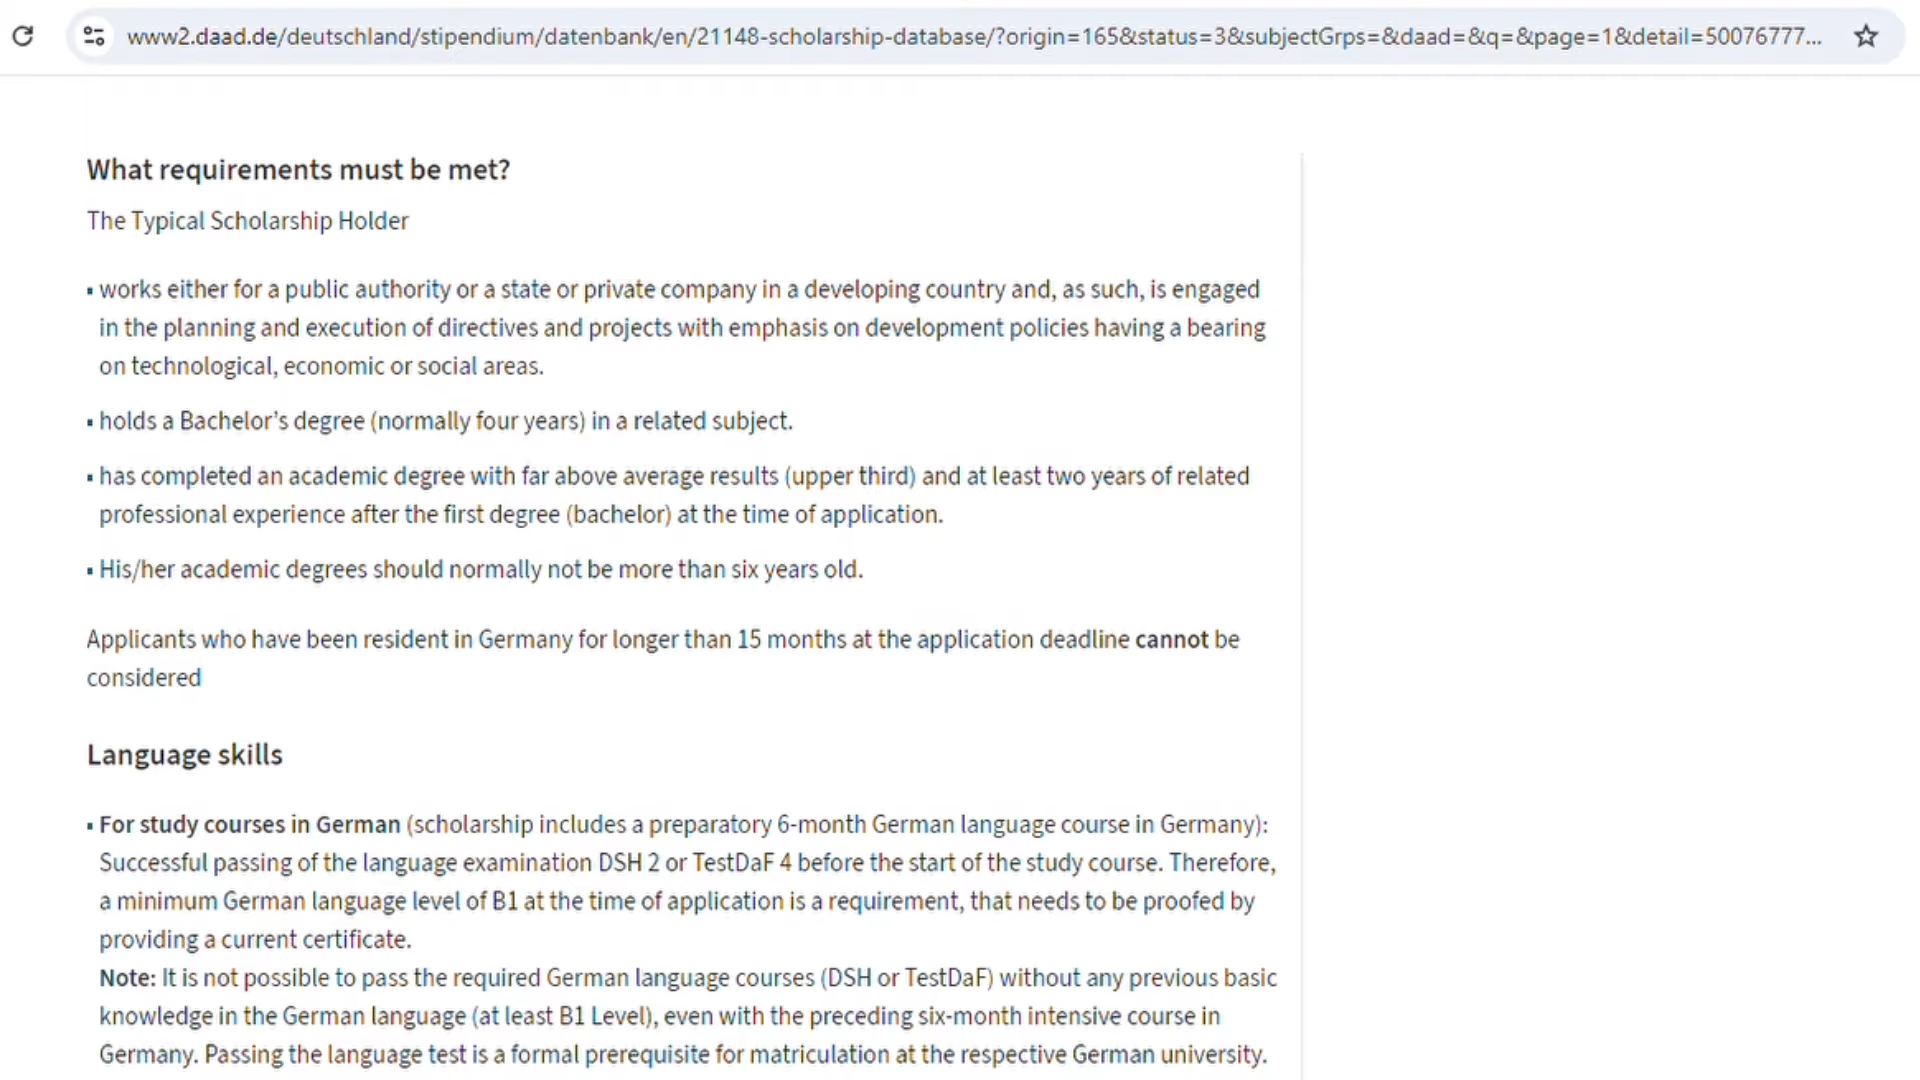 www2.daad.de/deutschland/stipendium/datenbank/en/21148-scholarship-database/?origin=165&status=3&subjectGrps=&daad=&q=&page=1&detail=50076777...
What requirements must be met?
The Typical Scholarship Holder
▪ works either for a public authority or a state or private company in a developing country and, as such, is engaged
in the planning and execution of directives and projects with emphasis on development policies having a bearing
on technological, economic or social areas.
▪ holds a Bachelor’s degree (normally four years) in a related subject.
▪ has completed an academic degree with far above average results (upper third) and at least two years of related
professional experience after the first degree (bachelor) at the time of application.
▪ His/her academic degrees should normally not be more than six years old.
Applicants who have been resident in Germany for longer than 15 months at the application deadline cannot be
considered
Language skills
▪ For study courses in German (scholarship includes a preparatory 6-month German language course in Germany):
Successful passing of the language examination DSH 2 or TestDaF 4 before the start of the study course. Therefore,
a minimum German language level of B1 at the time of application is a requirement, that needs to be proofed by
providing a current certificate.
Note: It is not possible to pass the required German language courses (DSH or TestDaF) without any previous basic
knowledge in the German language (at least B1 Level), even with the preceding six-month intensive course in
Germany. Passing the language test is a formal prerequisite for matriculation at the respective German university.